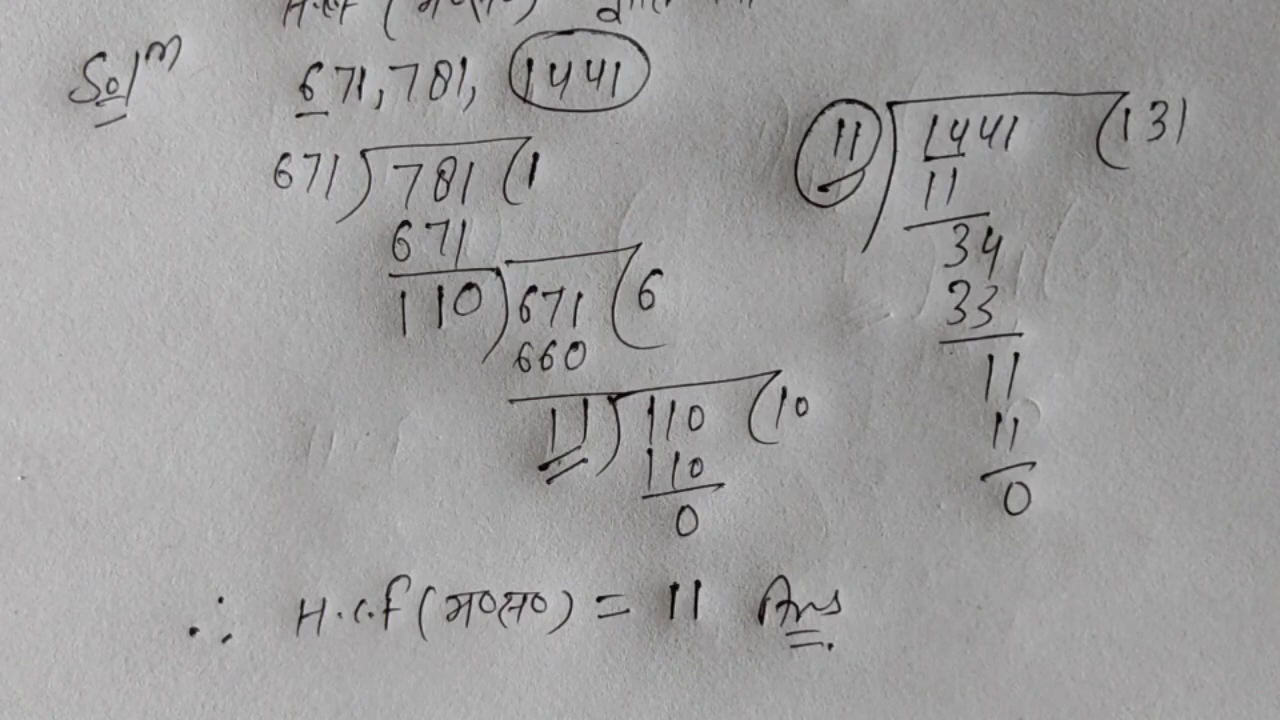 H.C.F (म०स०)
Solⁿ 671, 781, 1441
671) 781 (1
671
110) 671 (6
660
11) 110 (10
110
0
11) 1441 (131
11
34
33
11
11
0
∴ H.C.f (म०स०) = 11 Ans